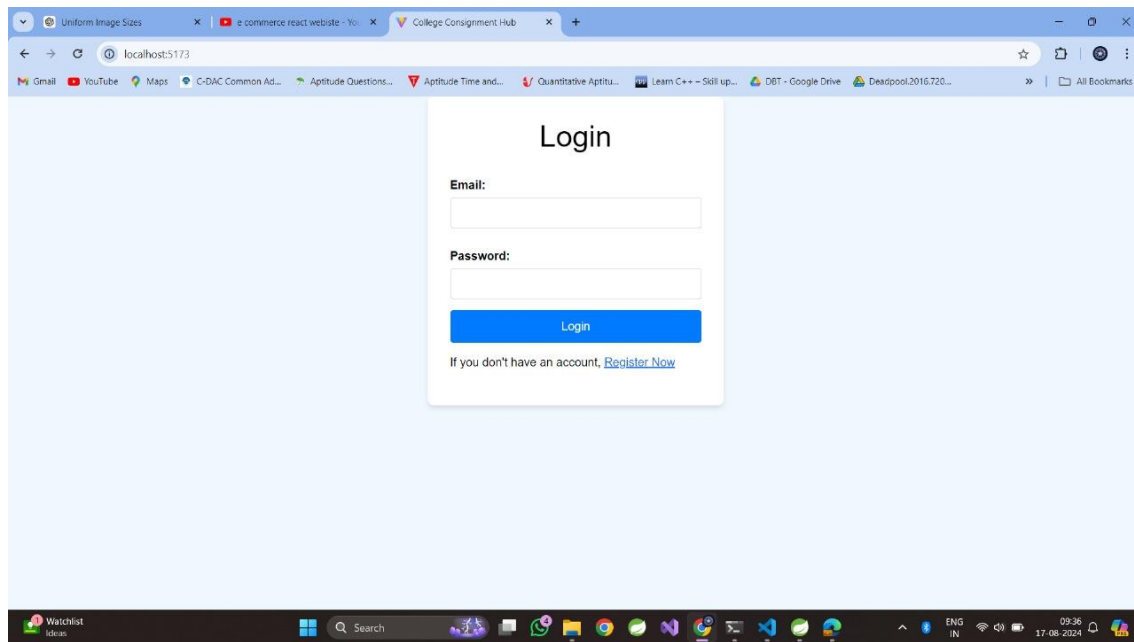 Uniform Image Sizes
e commerce react webiste - Yo
College Consignment Hub
localhost:5173
Gmail
YouTube
Maps
C-DAC Common Ad...
Aptitude Questions...
Aptitude Time and...
Quantitative Aptitu...
Learn C++ – Skill up...
DBT - Google Drive
Deadpool.2016.720...
All Bookmarks
Login
Email:
Password:
Login
If you don't have an account, Register Now
Watchlist
Ideas
Search
ENG
IN
09:36
17-08-2024